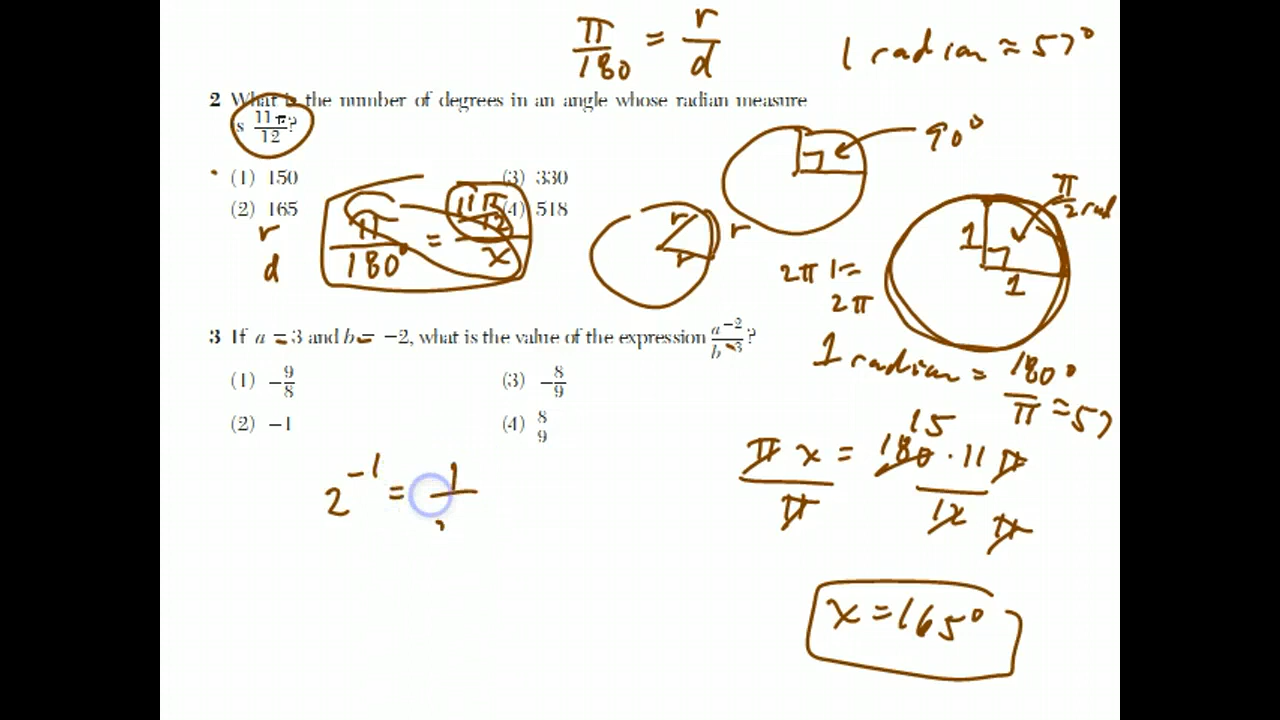 π/180 = r/d
1 radian ≈ 57°
2 What is the number of degrees in an angle whose radian measure
is 11π/12?
(1) 150 (3) 330
(2) 165 (4) 518
r
d
π/180° = 11π/12 / x
90°
r
r
r
π/2 rad
1
1
2π 1 =
2π
3 If a = 3 and b = −2, what is the value of the expression a⁻²/b⁻³?
(1) −9/8 (3) −8/9
(2) −1 (4) 8/9
1 radian = 180°/π ≈ 57
15
π x = 180 · 11 π
π 12 π
2⁻¹ = 1
x = 165°